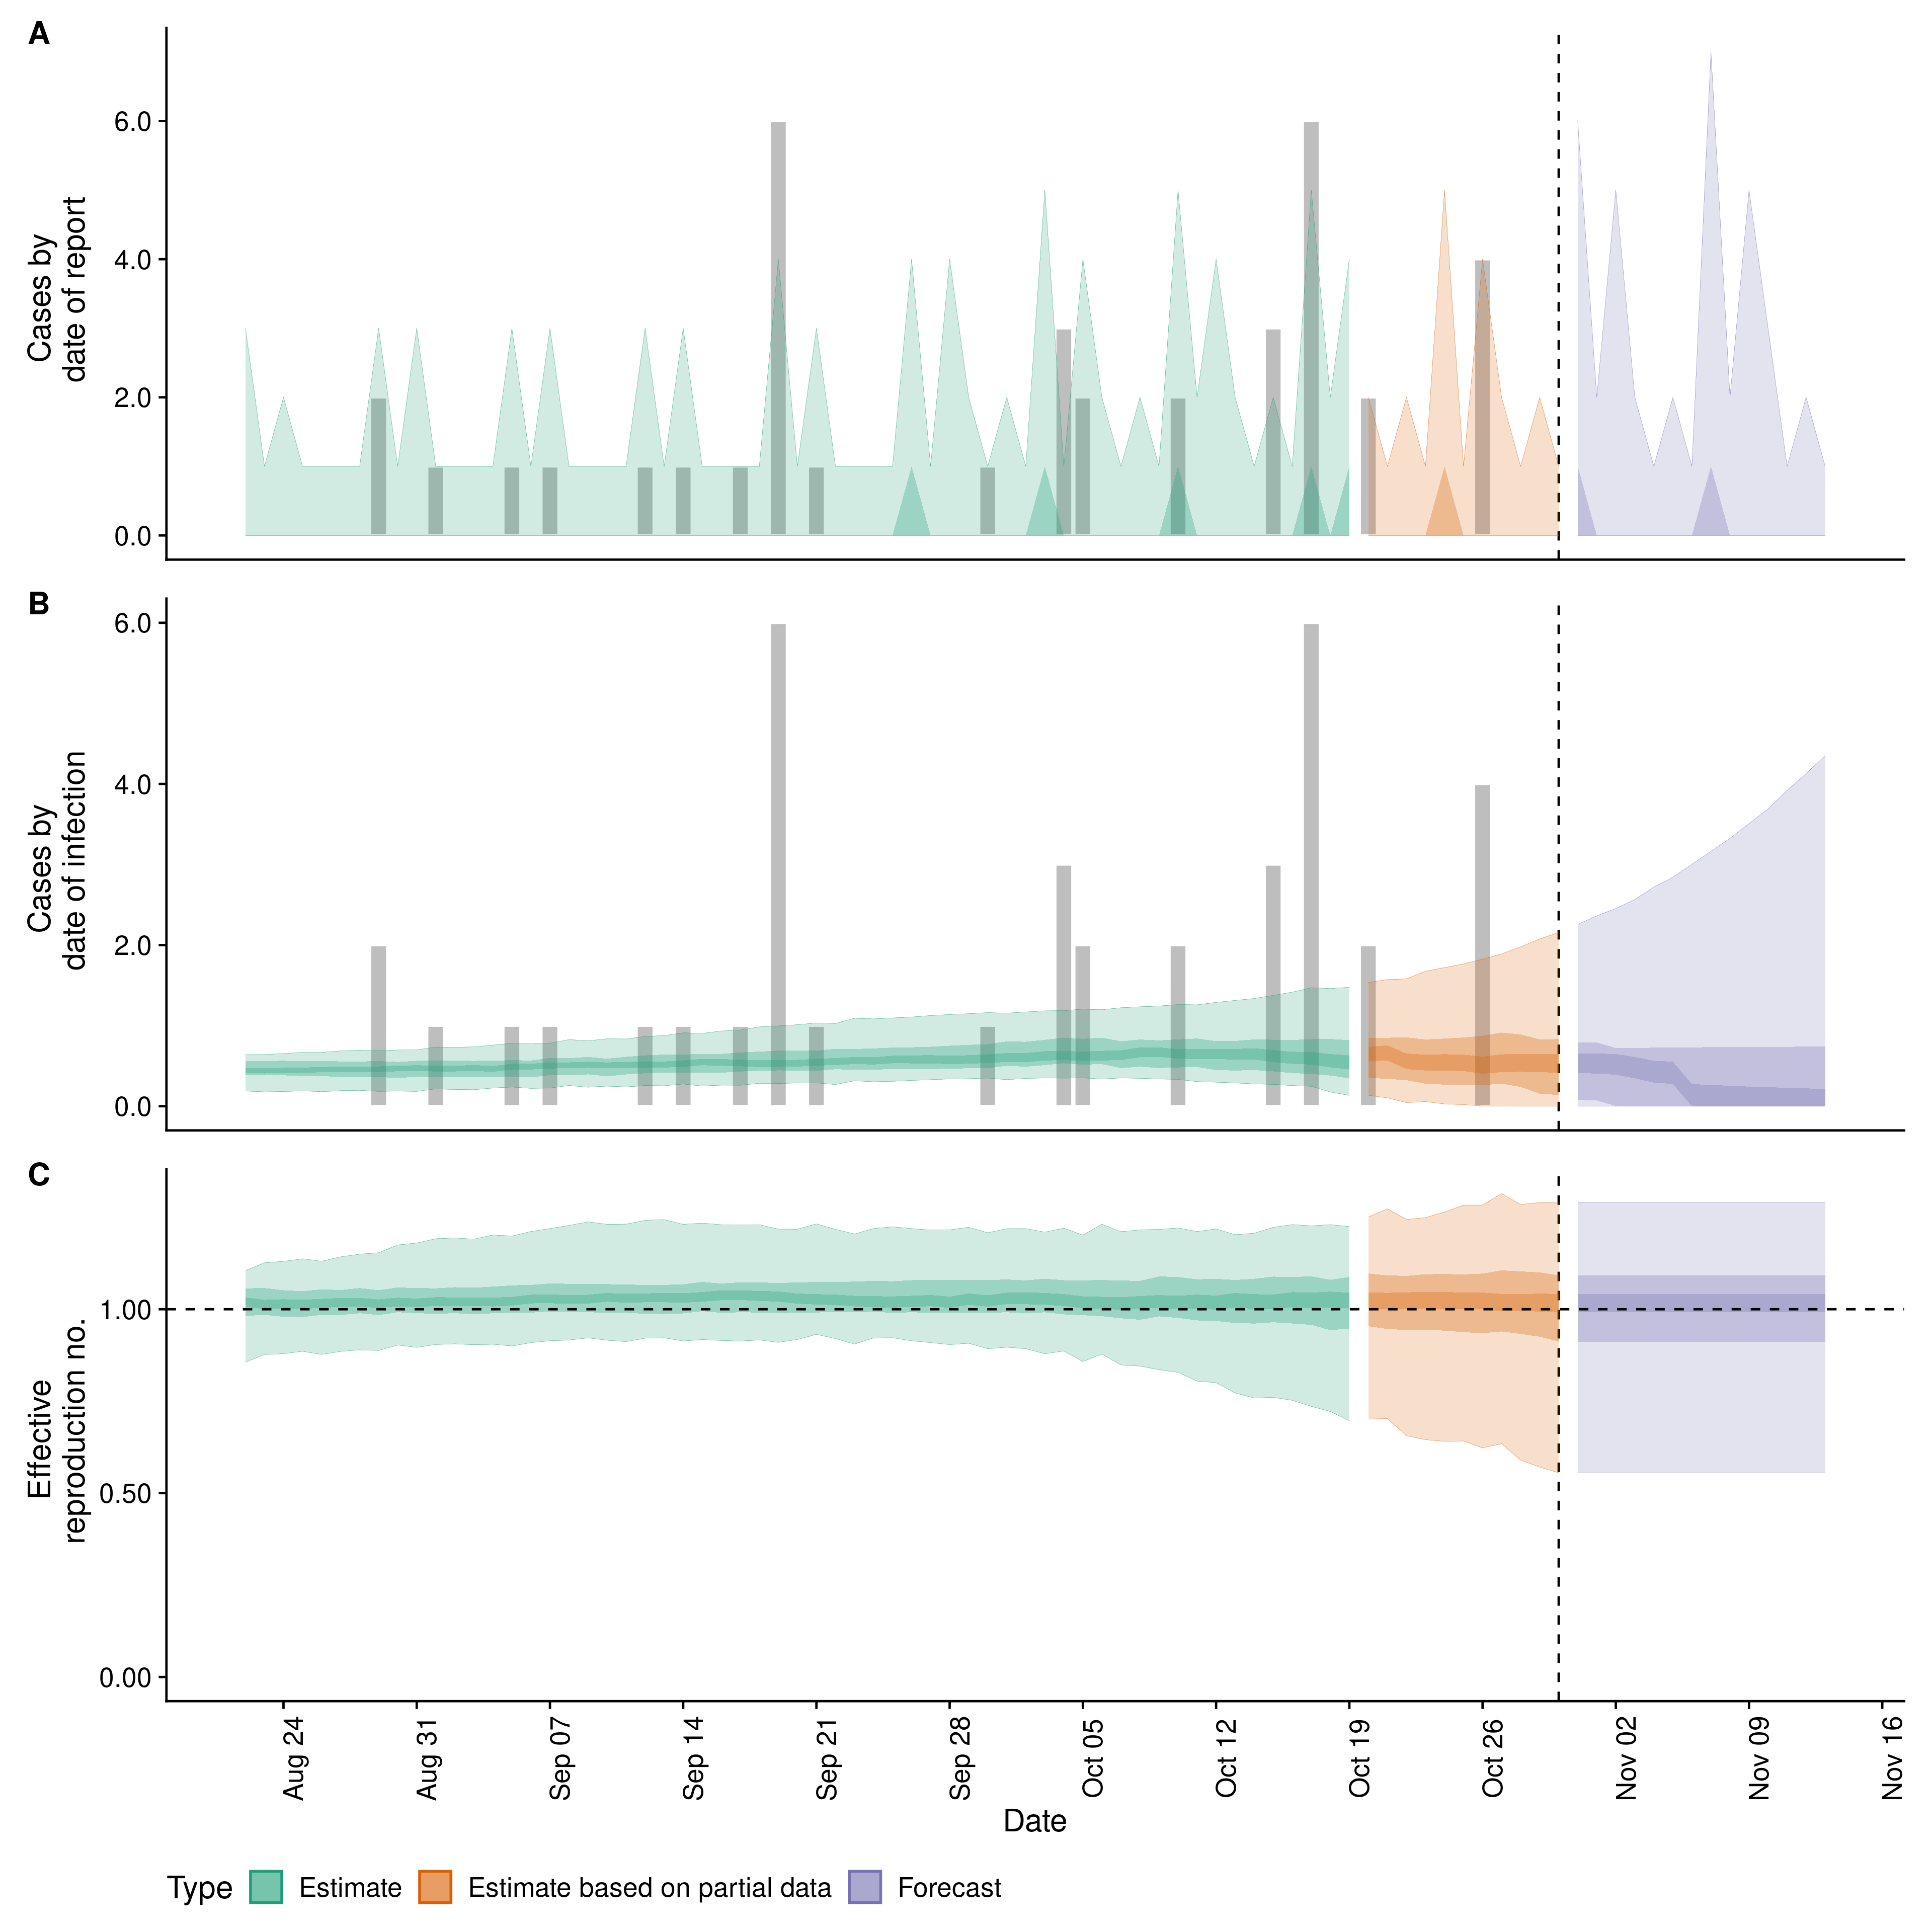 A
Cases by
date of report
6.0
4.0
2.0
0.0
B
Cases by
date of infection
6.0
4.0
2.0
0.0
C
Effective
reproduction no.
1.00
0.50
0.00
Aug 24
Aug 31
Sep 07
Sep 14
Sep 21
Sep 28
Oct 05
Oct 12
Oct 19
Oct 26
Nov 02
Nov 09
Nov 16
Date
Type Estimate Estimate based on partial data Forecast